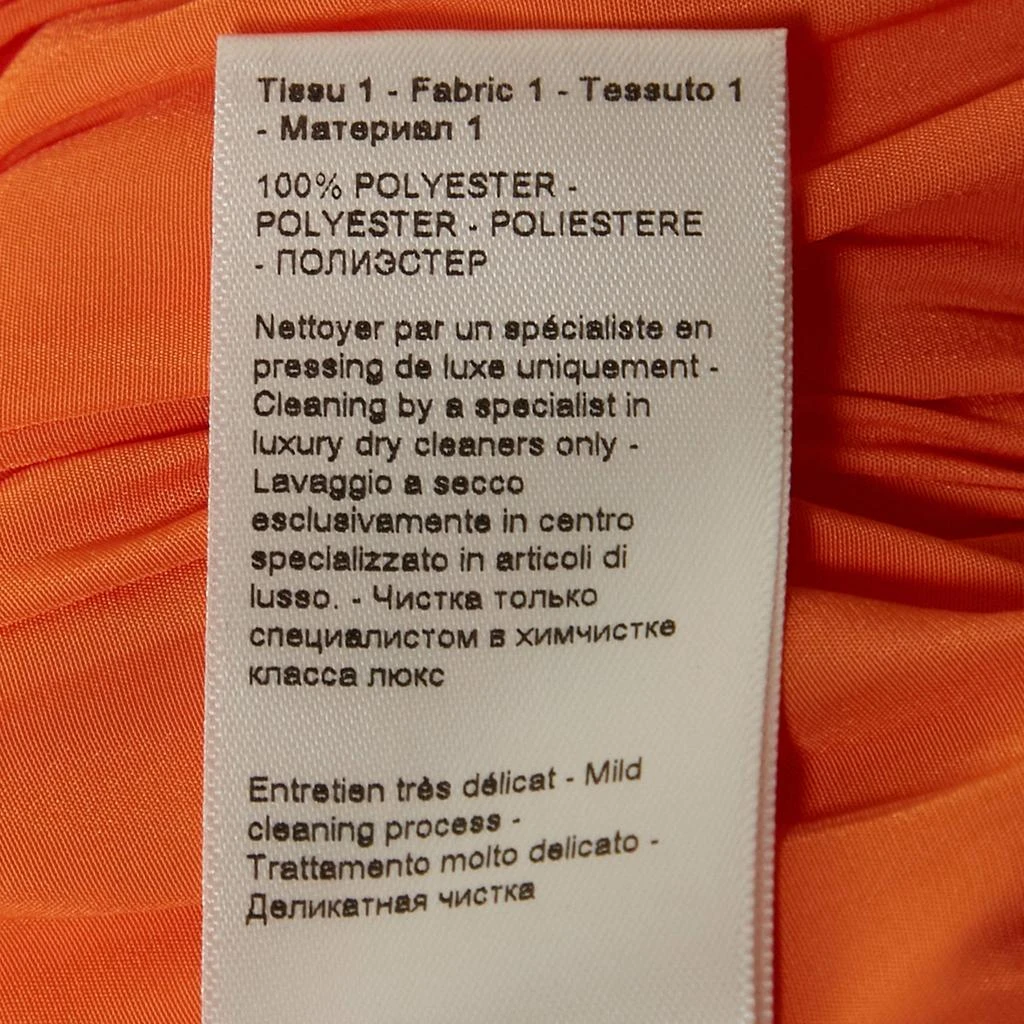 Tissu 1 - Fabric 1 - Tessuto 1
- Материал 1
100% POLYESTER -
POLYESTER - POLIESTERE
- ПОЛИЭСТЕР
Nettoyer par un spécialiste en
pressing de luxe uniquement -
Cleaning by a specialist in
luxury dry cleaners only -
Lavaggio a secco
esclusivamente in centro
specializzato in articoli di
lusso. - Чистка только
специалистом в химчистке
класса люкс
Entretien très délicat - Mild
cleaning process -
Trattamento molto delicato -
Деликатная чистка